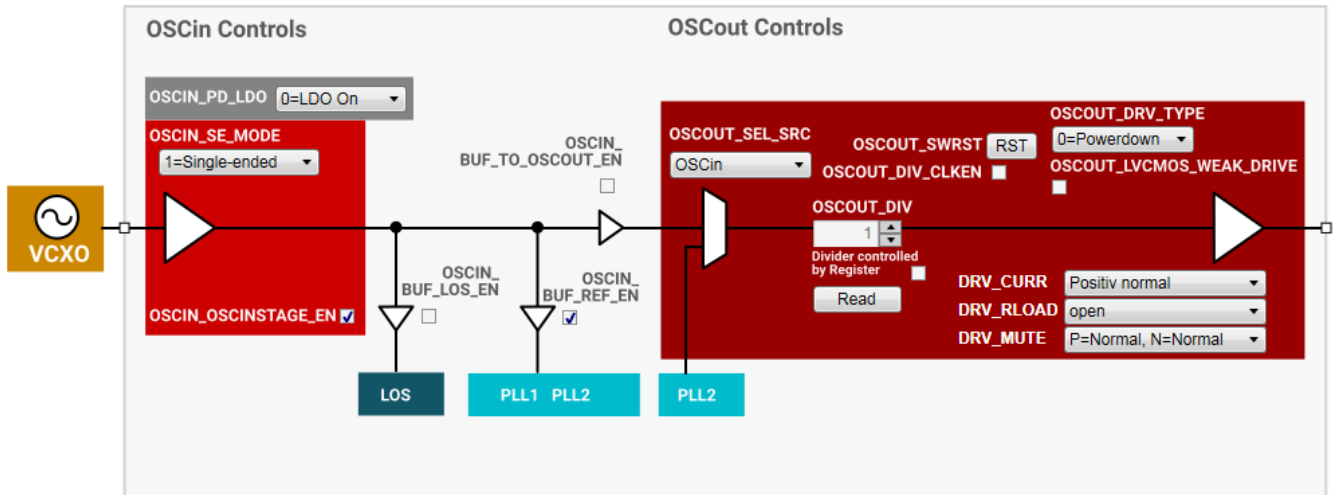 OSCin Controls
OSCout Controls
OSCIN_PD_LDO
0=LDO On
OSCIN_SE_MODE
1=Single-ended
VCXO
OSCIN_OSCINSTAGE_EN
OSCIN_
BUF_TO_OSCOUT_EN
OSCIN_
BUF_LOS_EN
OSCIN_
BUF_REF_EN
LOS
PLL1 PLL2
PLL2
OSCOUT_SEL_SRC
OSCin
OSCOUT_SWRST
RST
OSCOUT_DIV_CLKEN
OSCOUT_DRV_TYPE
0=Powerdown
OSCOUT_LVCMOS_WEAK_DRIVE
OSCOUT_DIV
1
Divider controlled
by Register
Read
DRV_CURR
Positiv normal
DRV_RLOAD
open
DRV_MUTE
P=Normal, N=Normal